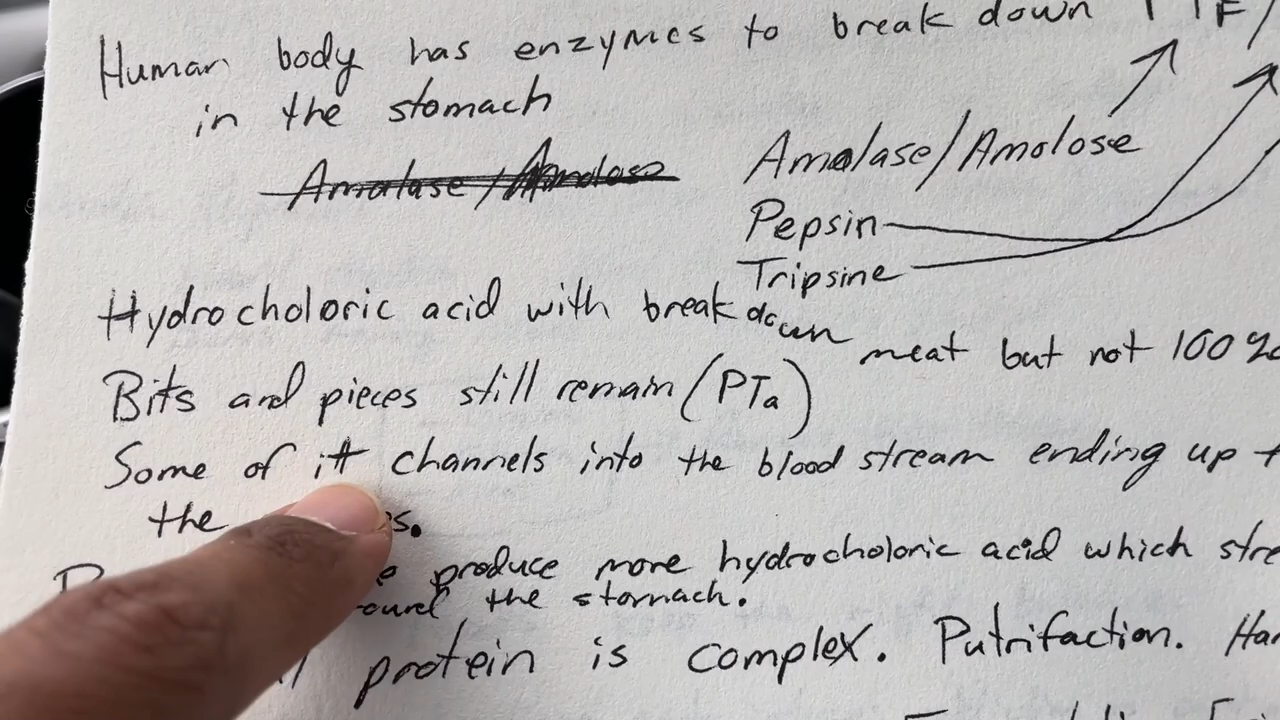 Human body has enzymes to break down
in the stomach
Amalase/Amolose
Amalase/Amolose
Pepsin
Tripsine
Hydrocholoric acid with break down meat but not 100%
Bits and pieces still remain (PTa)
Some of it channels into the blood stream ending up
the
produce more hydrocholoric acid which stre
the stomach.
protein is complex. Putrifaction. Har